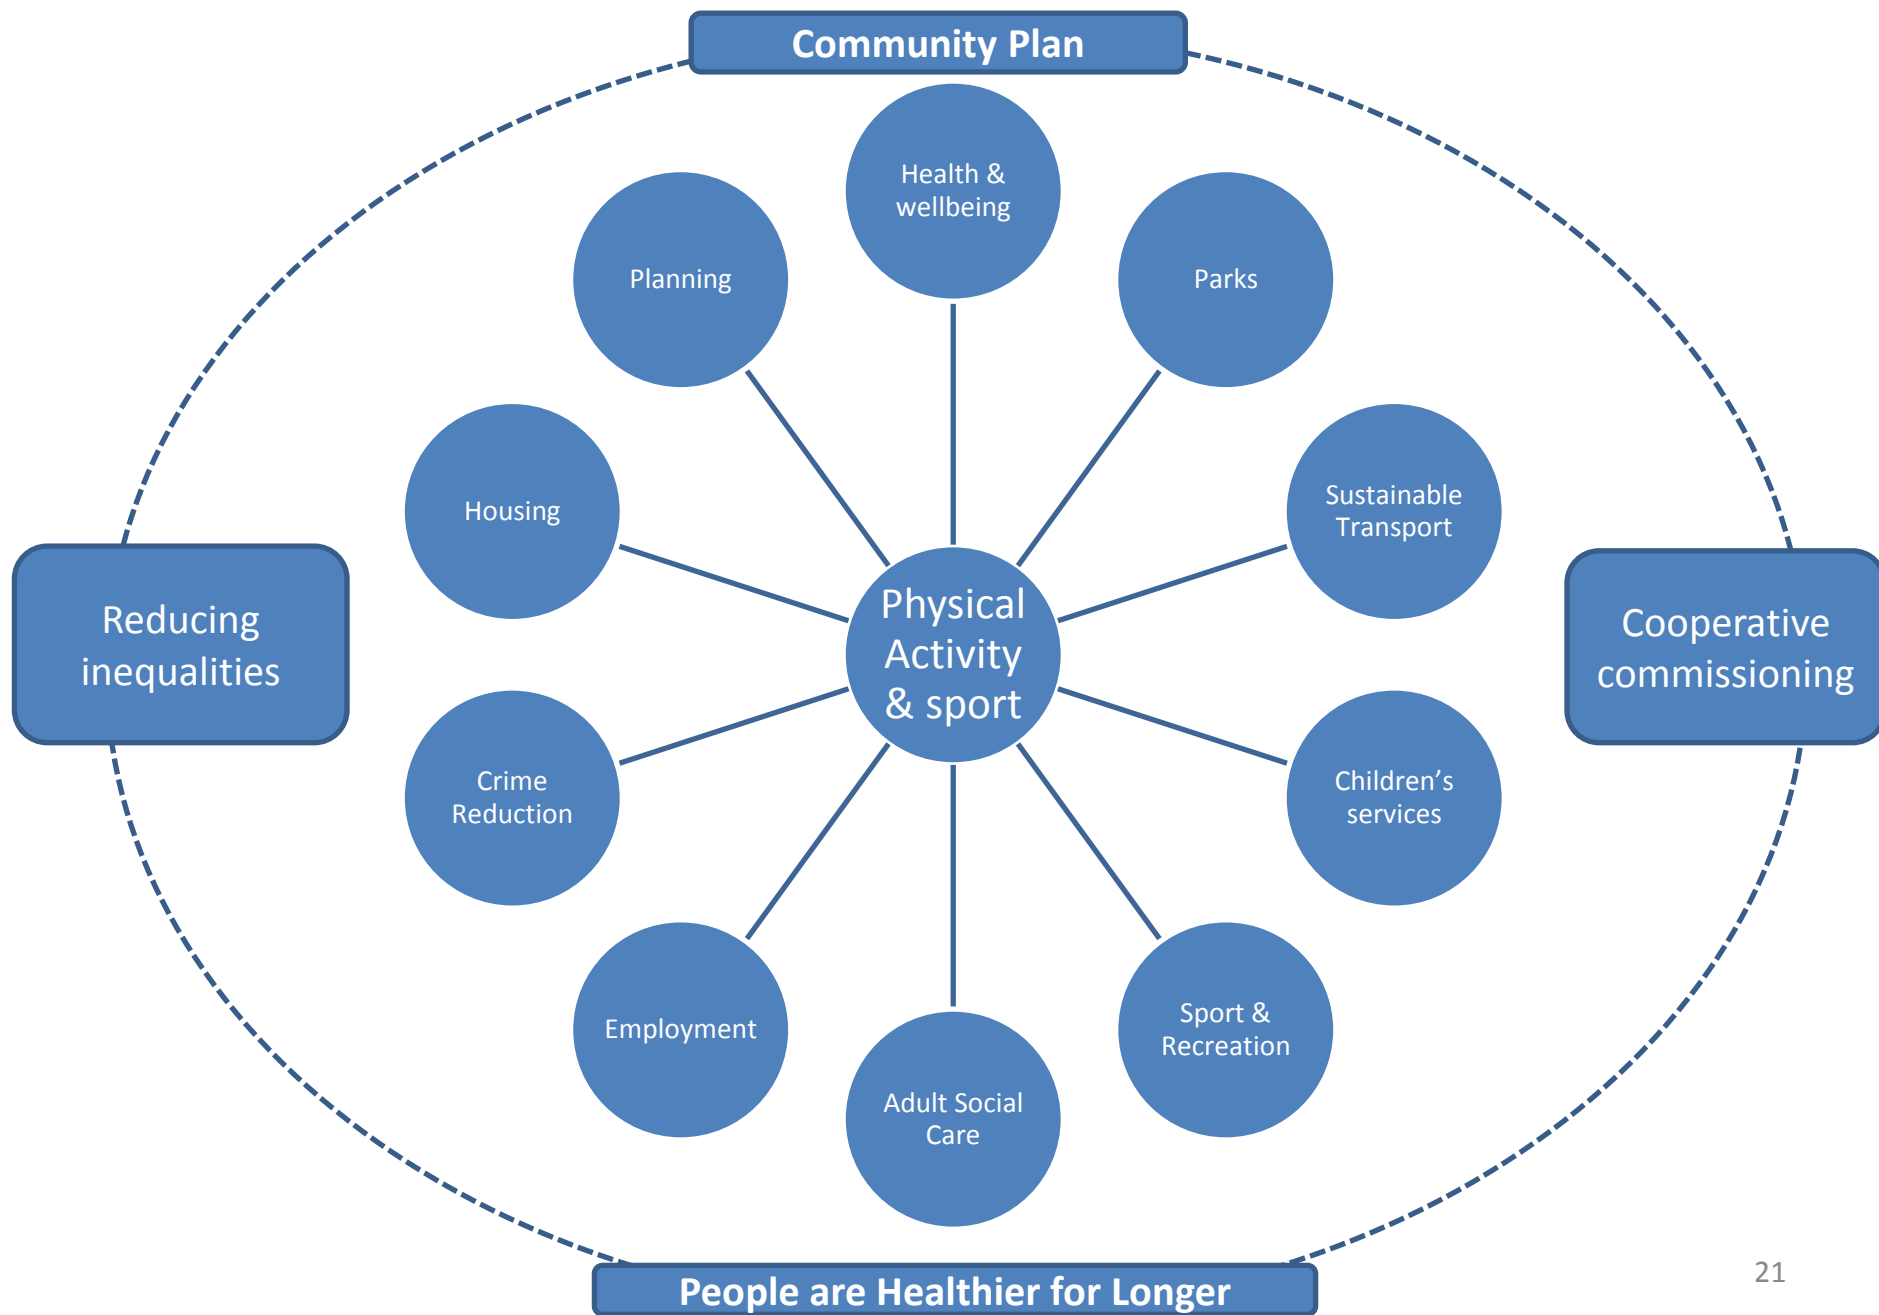 Community Plan
Health &
wellbeing
Planning
Parks
Housing
Sustainable
Transport
Reducing
inequalities
Physical
Activity
& sport
Cooperative
commissioning
Crime
Reduction
Children’s
services
Employment
Sport &
Recreation
Adult Social
Care
People are Healthier for Longer
21